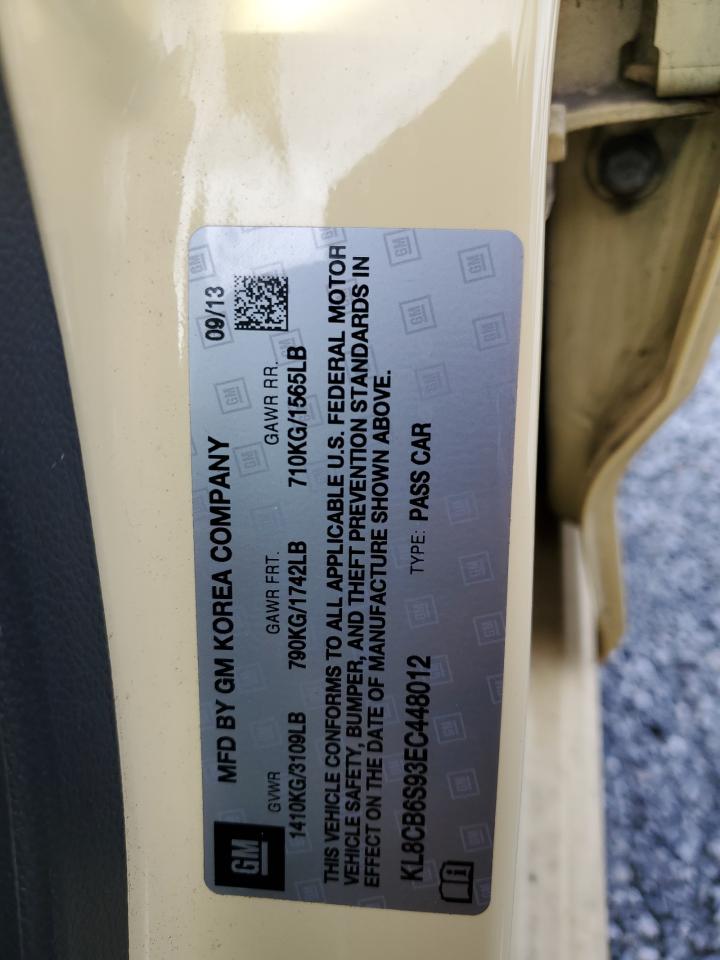 GM
MFD BY GM KOREA COMPANY
09/13
GVWR GAWR FRT. GAWR RR.
1410KG/3109LB 790KG/1742LB 710KG/1565LB
THIS VEHICLE CONFORMS TO ALL APPLICABLE U.S. FEDERAL MOTOR
VEHICLE SAFETY, BUMPER, AND THEFT PREVENTION STANDARDS IN
EFFECT ON THE DATE OF MANUFACTURE SHOWN ABOVE.
KL8CB6S93EC448012 TYPE: PASS CAR